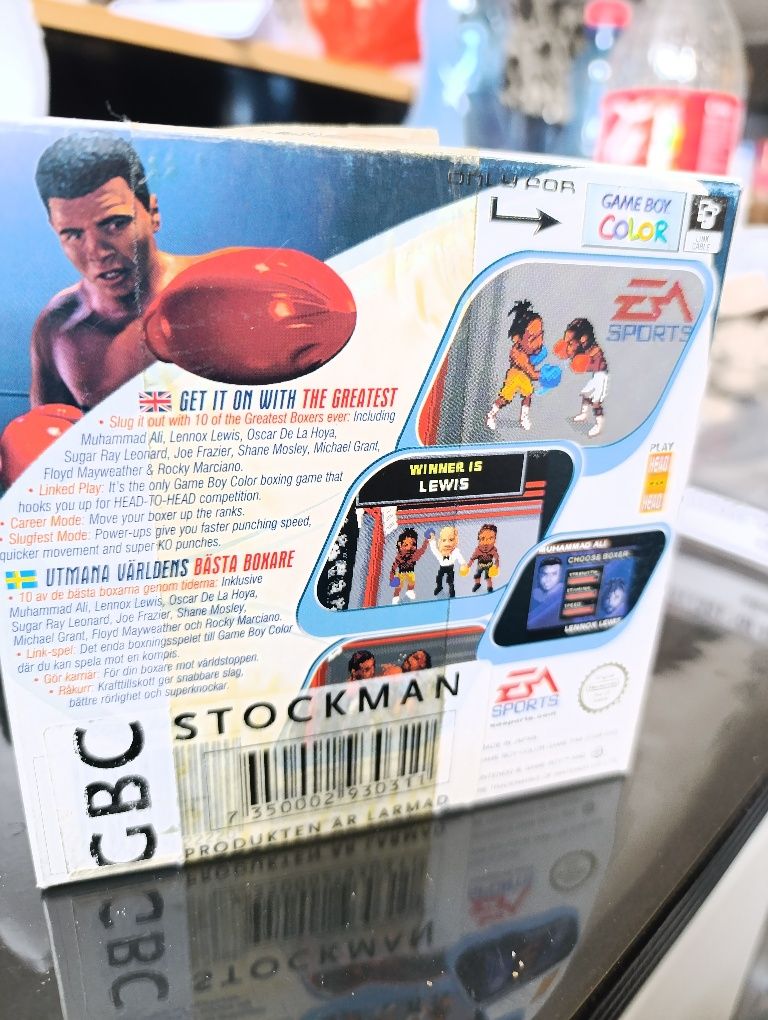 ONLY FOR
GAME BOY
COLOR
LINK
CABLE
EA
SPORTS
GET IT ON WITH THE GREATEST
• Slug it out with 10 of the Greatest Boxers ever: Including
Muhammad Ali, Lennox Lewis, Oscar De La Hoya,
Sugar Ray Leonard, Joe Frazier, Shane Mosley, Michael Grant,
Floyd Mayweather & Rocky Marciano.
• Linked Play: It's the only Game Boy Color boxing game that
hooks you up for HEAD-TO-HEAD competition.
• Career Mode: Move your boxer up the ranks.
• Slugfest Mode: Power-ups give you faster punching speed,
quicker movement and super KO punches.
WINNER IS
LEWIS
PLAY
HEAD
HEAD
UTMANA VÄRLDENS BÄSTA BOXARE
• 10 av de bästa boxarna genom tiderna: Inklusive
Muhammad Ali, Lennox Lewis, Oscar De La Hoya,
Sugar Ray Leonard, Joe Frazier, Shane Mosley,
Michael Grant, Floyd Mayweather och Rocky Marciano.
• Link-spel: Det enda boxningsspelet till Game Boy Color
där du kan spela mot en kompis.
• Gör karriär: För din boxare mot världstoppen.
• Råkurr: Krafttillskott ger snabbare slag,
bättre rörlighet och superknockar.
MUHAMMAD ALI
CHOOSE BOXER
STRENGTH
STAMINA
SPEED
LENNOX LEWIS
EA
SPORTS
easports.com
MADE IN JAPAN
GBC
STOCKMAN
7 350002 930311
PRODUKTEN ÄR LARMAD